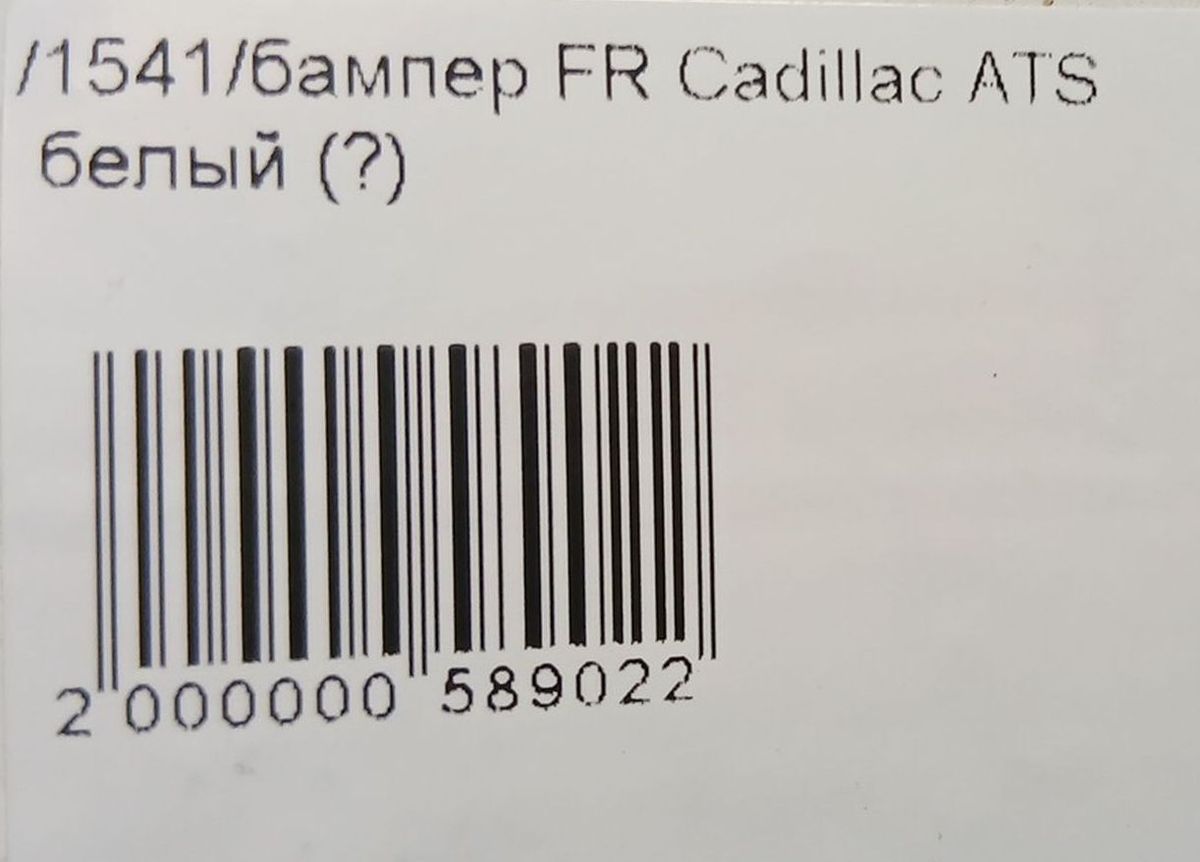 /1541/бампер FR Cadillac ATS
белый (?)
2 000000 589022